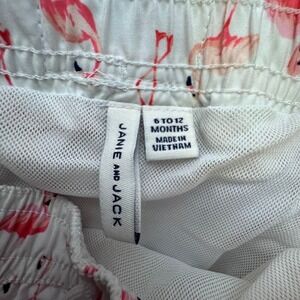 JANIE AND JACK
6 TO 12
MONTHS
MADE IN
VIETNAM